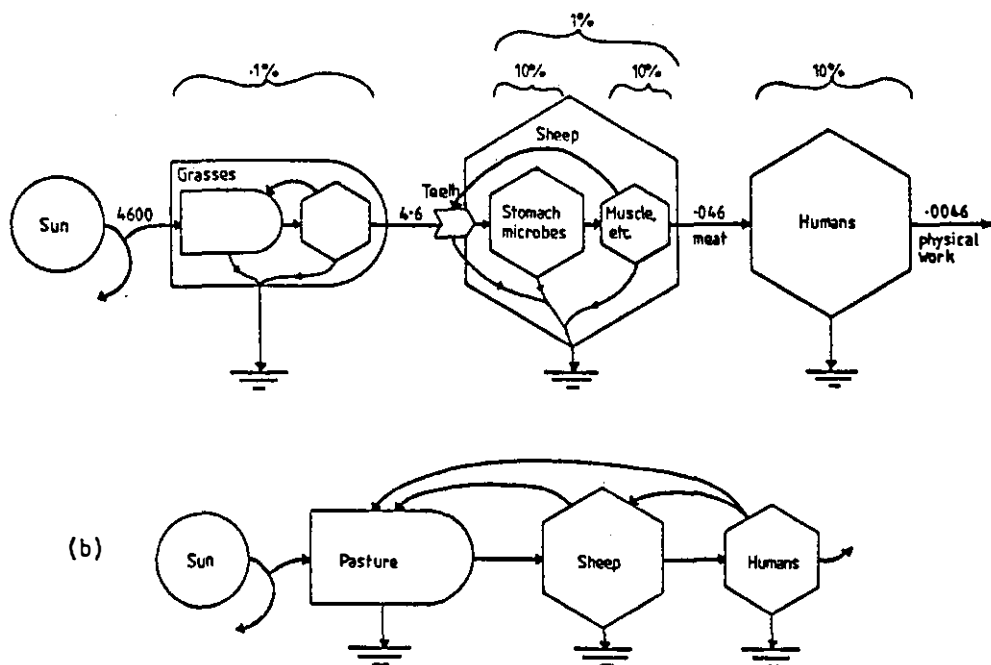 1%
.1%
10%
10%
10%
Sheep
Grasses
Teeth
Sun
4600
4.6
Stomach
microbes
Muscle,
etc.
.046
meat
Humans
.0046
physical
work
(b)
Sun
Pasture
Sheep
Humans